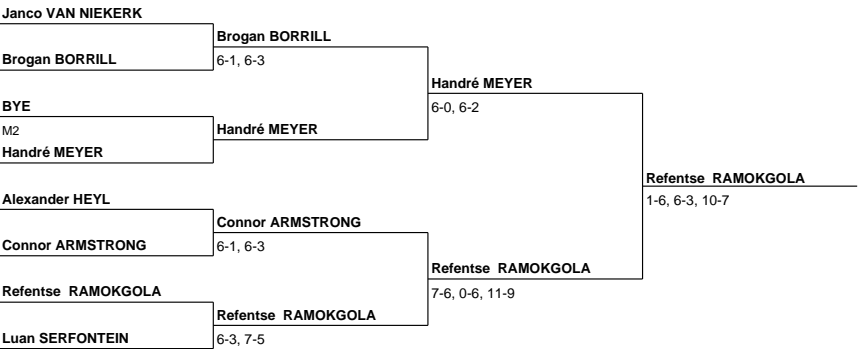 Janco VAN NIEKERK
Brogan BORRILL
Brogan BORRILL
6-1, 6-3
Handré MEYER
6-0, 6-2
BYE
M2
Handré MEYER
Handré MEYER
Refentse RAMOKGOLA
1-6, 6-3, 10-7
Alexander HEYL
Connor ARMSTRONG
Connor ARMSTRONG
6-1, 6-3
Refentse RAMOKGOLA
7-6, 0-6, 11-9
Refentse RAMOKGOLA
Refentse RAMOKGOLA
Luan SERFONTEIN
6-3, 7-5